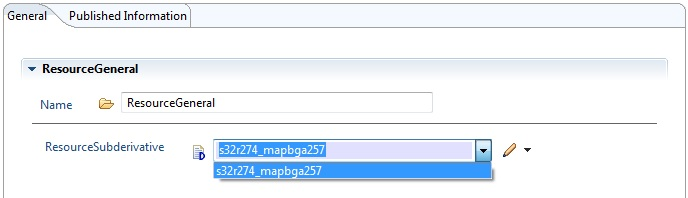 General
Published Information
ResourceGeneral
Name
ResourceGeneral
ResourceSubderivative
s32r274_mapbga257
s32r274_mapbga257